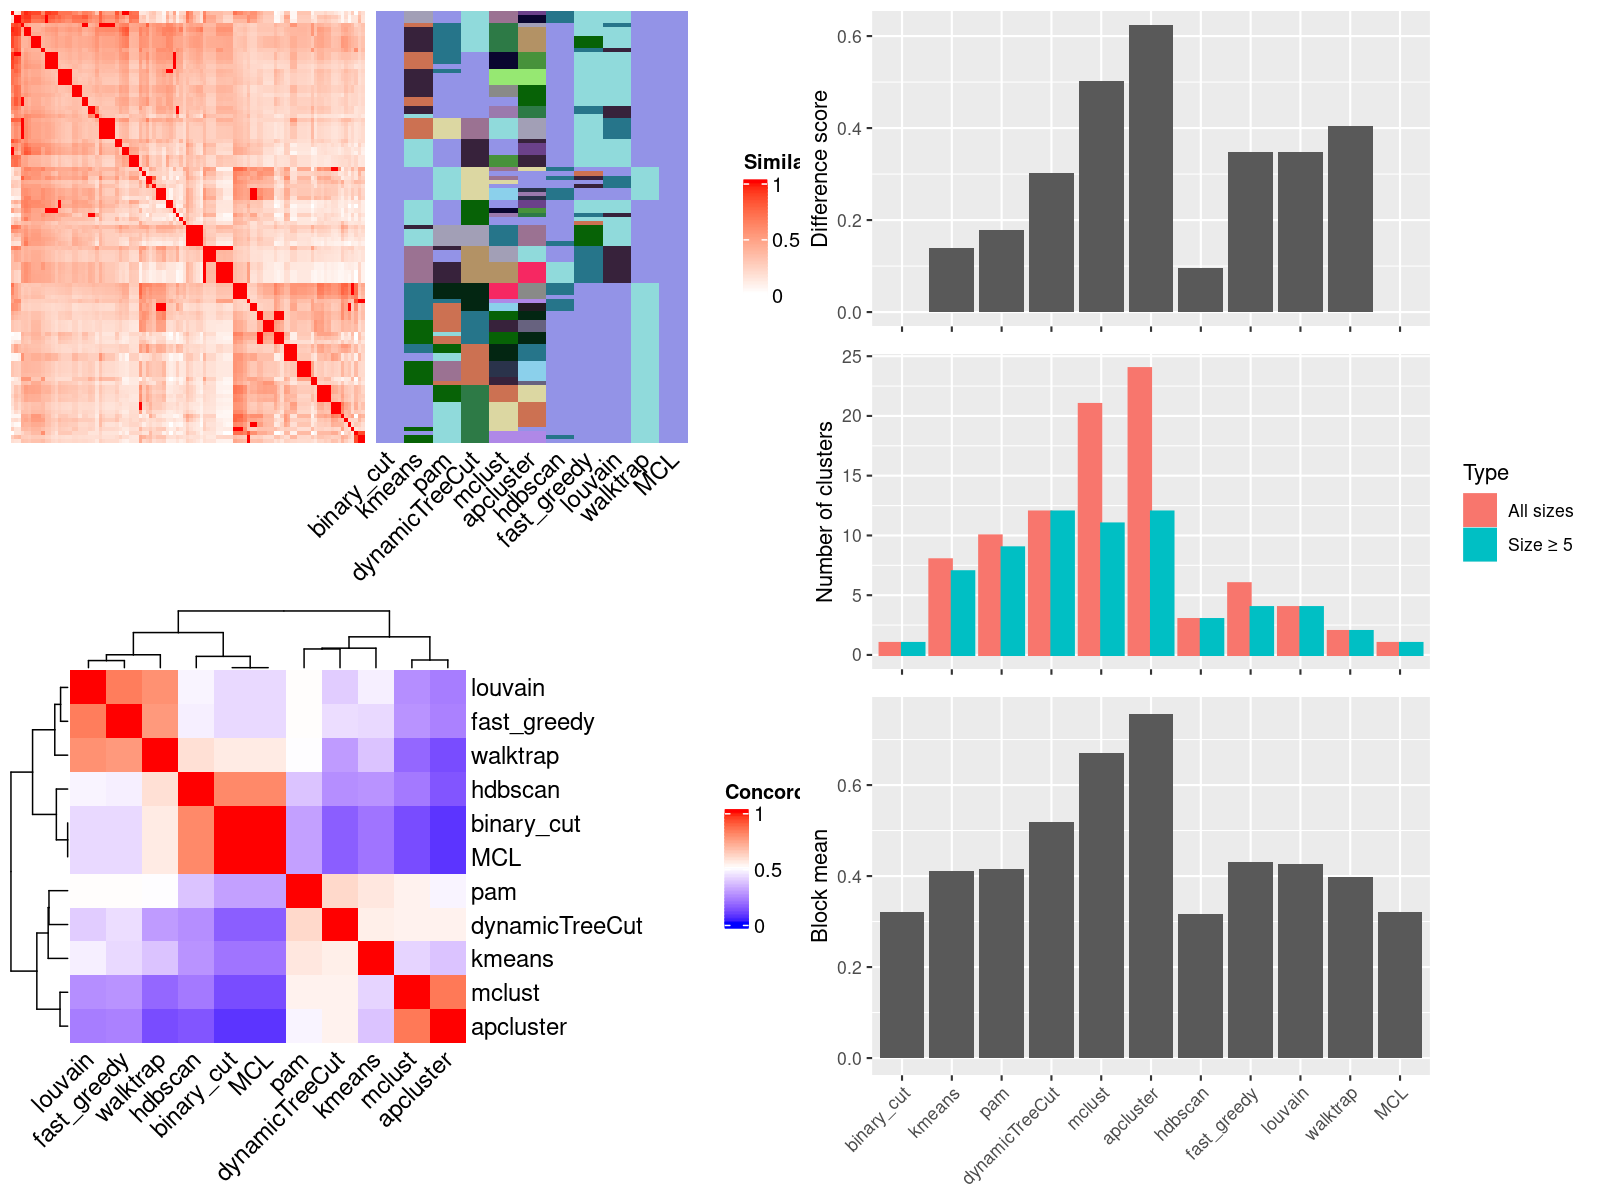 Simila
1
0.5
0
binary_cut
kmeans
pam
dynamicTreeCut
mclust
apcluster
hdbscan
fast_greedy
louvain
walktrap
MCL
louvain
fast_greedy
walktrap
hdbscan
binary_cut
MCL
pam
dynamicTreeCut
kmeans
mclust
apcluster
Concord
1
0.5
0
louvain
fast_greedy
walktrap
hdbscan
binary_cut
MCL
pam
dynamicTreeCut
kmeans
mclust
apcluster
Difference score
0.6
0.4
0.2
0.0
Number of clusters
25
20
15
10
5
0
Type
All sizes
Size ≥ 5
Block mean
0.6
0.4
0.2
0.0
binary_cut
kmeans
pam
dynamicTreeCut
mclust
apcluster
hdbscan
fast_greedy
louvain
walktrap
MCL